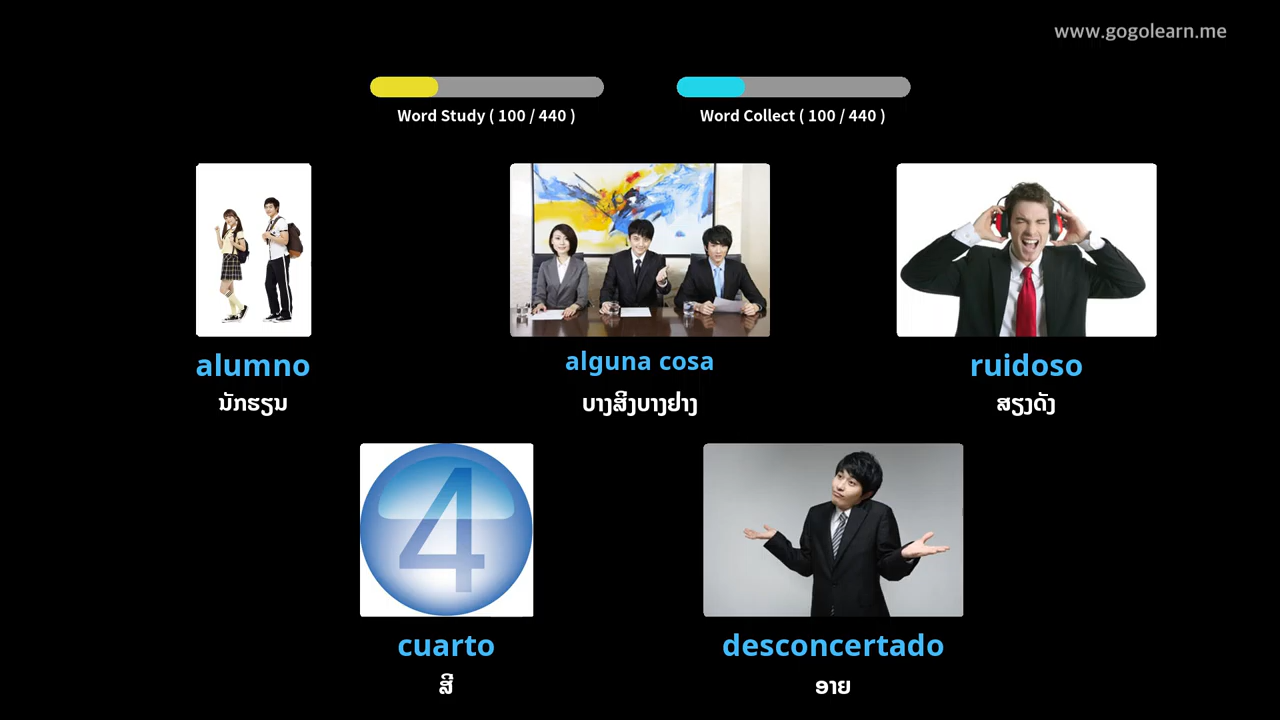 www.gogolearn.me
Word Study ( 100 / 440 )
Word Collect ( 100 / 440 )
alumno
ນັກຮຽນ
alguna cosa
ບາງສິ່ງບາງຢ່າງ
ruidoso
ສຽງດັງ
4
cuarto
ສີ່
desconcertado
ອາຍ